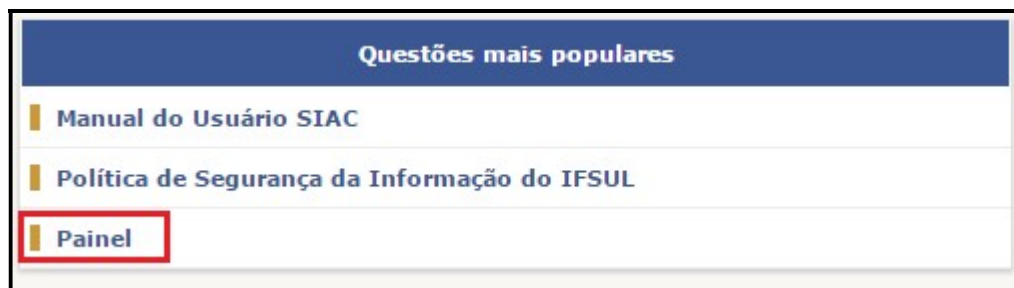 Questões mais populares
Manual do Usuário SIAC
Política de Segurança da Informação do IFSUL
Painel